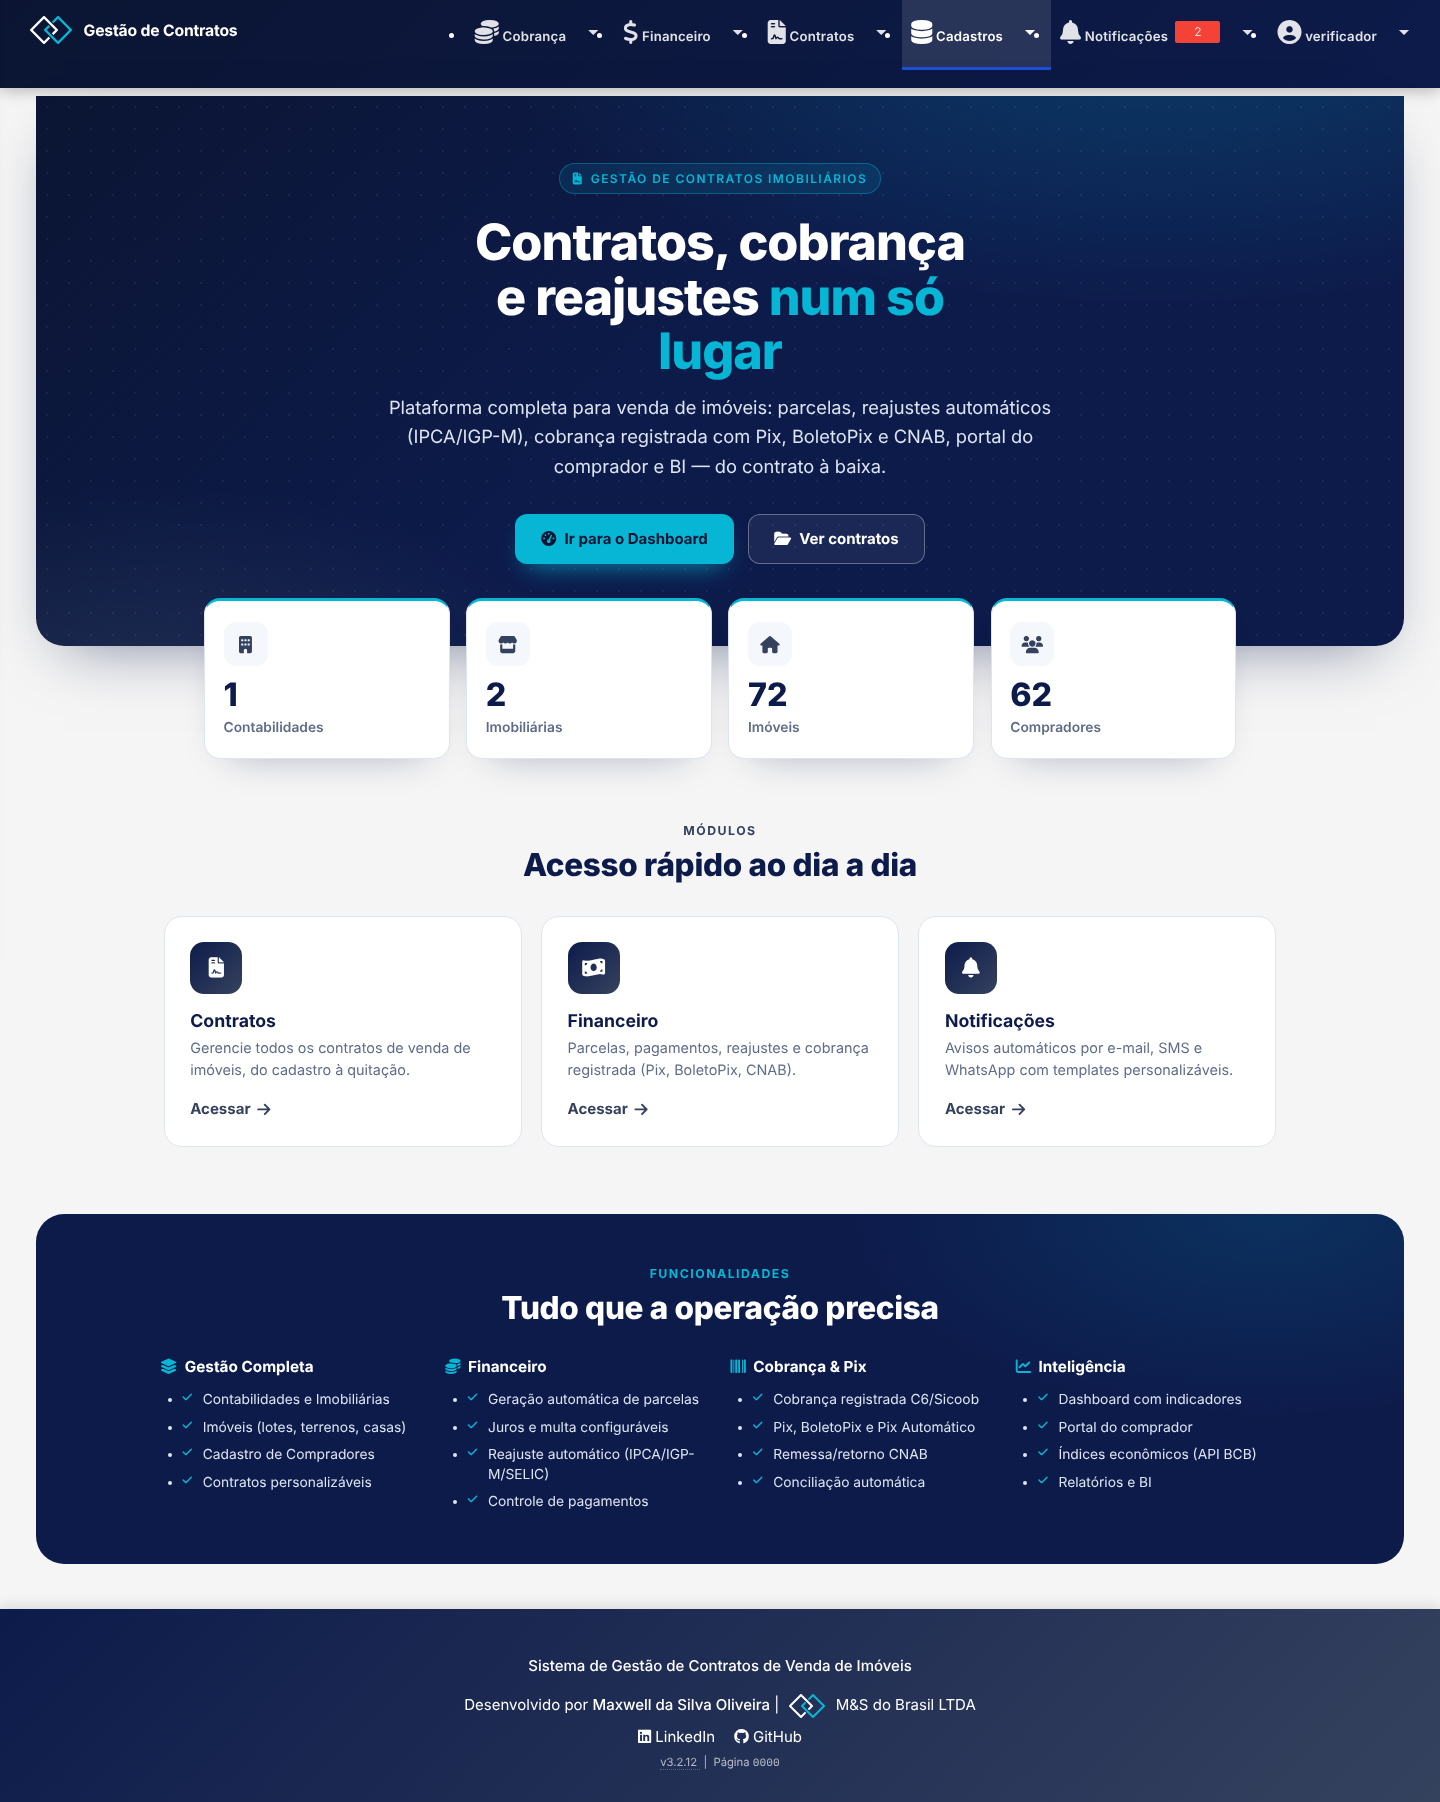 Gestão de Contratos
Cobrança
Financeiro
Contratos
Cadastros
Notificações 2
verificador
GESTÃO DE CONTRATOS IMOBILIÁRIOS
Contratos, cobrança
e reajustes num só
lugar
Plataforma completa para venda de imóveis: parcelas, reajustes automáticos
(IPCA/IGP-M), cobrança registrada com Pix, BoletoPix e CNAB, portal do
comprador e BI — do contrato à baixa.
Ir para o Dashboard
Ver contratos
1
Contabilidades
2
Imobiliárias
72
Imóveis
62
Compradores
MÓDULOS
Acesso rápido ao dia a dia
Contratos
Gerencie todos os contratos de venda de
imóveis, do cadastro à quitação.
Acessar →
Financeiro
Parcelas, pagamentos, reajustes e cobrança
registrada (Pix, BoletoPix, CNAB).
Acessar →
Notificações
Avisos automáticos por e-mail, SMS e
WhatsApp com templates personalizáveis.
Acessar →
FUNCIONALIDADES
Tudo que a operação precisa
Gestão Completa
• Contabilidades e Imobiliárias
• Imóveis (lotes, terrenos, casas)
• Cadastro de Compradores
• Contratos personalizáveis
Financeiro
• Geração automática de parcelas
• Juros e multa configuráveis
• Reajuste automático (IPCA/IGP-
M/SELIC)
• Controle de pagamentos
Cobrança & Pix
• Cobrança registrada C6/Sicoob
• Pix, BoletoPix e Pix Automático
• Remessa/retorno CNAB
• Conciliação automática
Inteligência
• Dashboard com indicadores
• Portal do comprador
• Índices econômicos (API BCB)
• Relatórios e BI
Sistema de Gestão de Contratos de Venda de Imóveis
Desenvolvido por Maxwell da Silva Oliveira | M&S do Brasil LTDA
LinkedIn GitHub
v3.2.12 | Página 0000